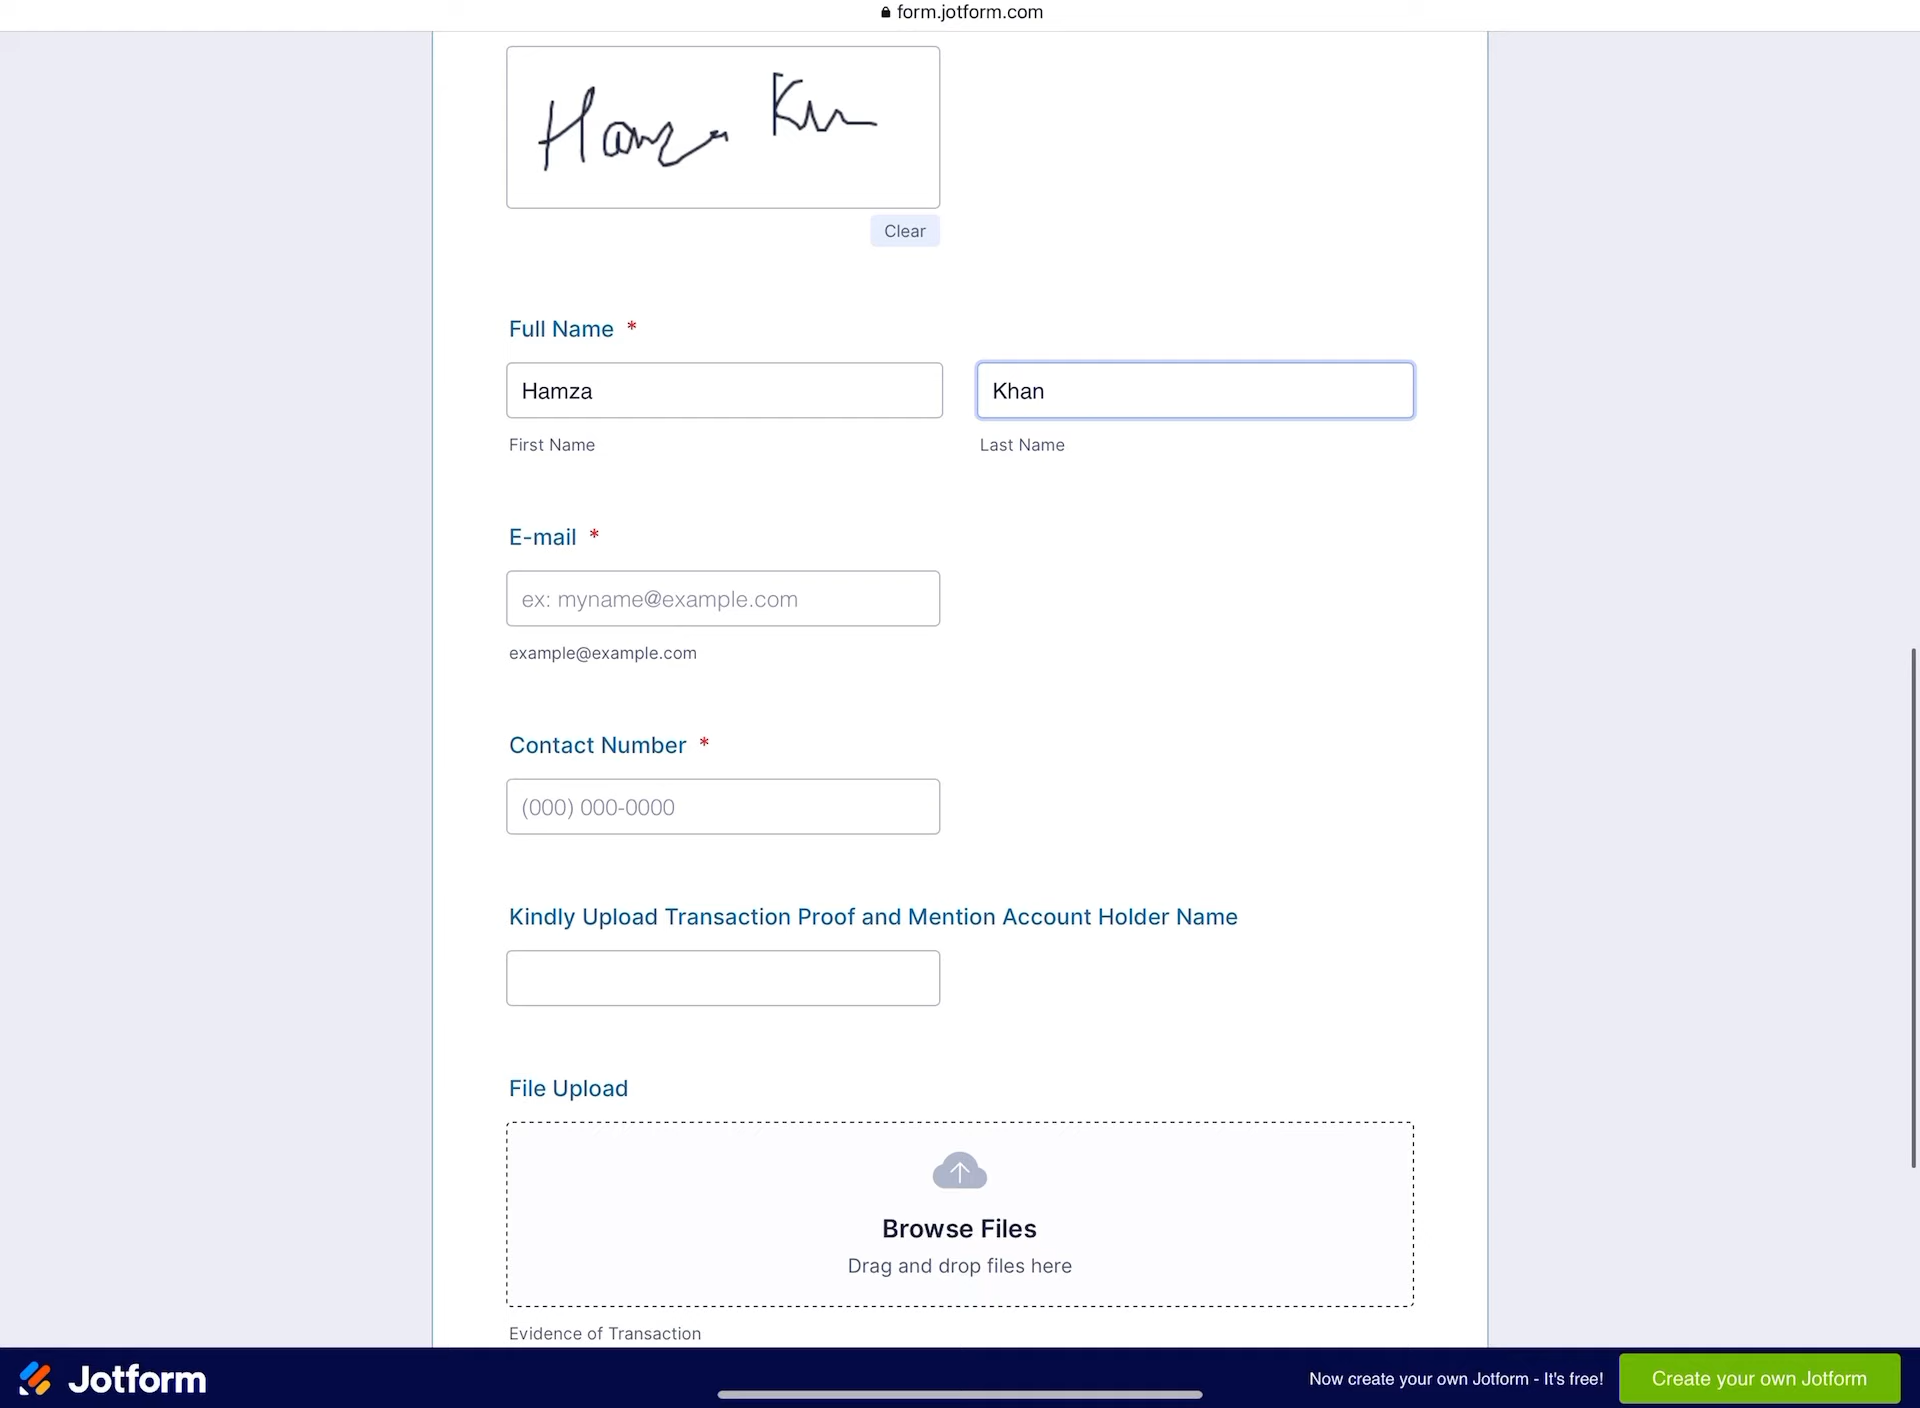 form.jotform.com
Hamza Khan
Clear
Full Name *
Hamza Khan
First Name Last Name
E-mail *
ex: myname@example.com
example@example.com
Contact Number *
(000) 000-0000
Kindly Upload Transaction Proof and Mention Account Holder Name
File Upload
Browse Files
Drag and drop files here
Evidence of Transaction
Jotform Now create your own Jotform - It's free! Create your own Jotform